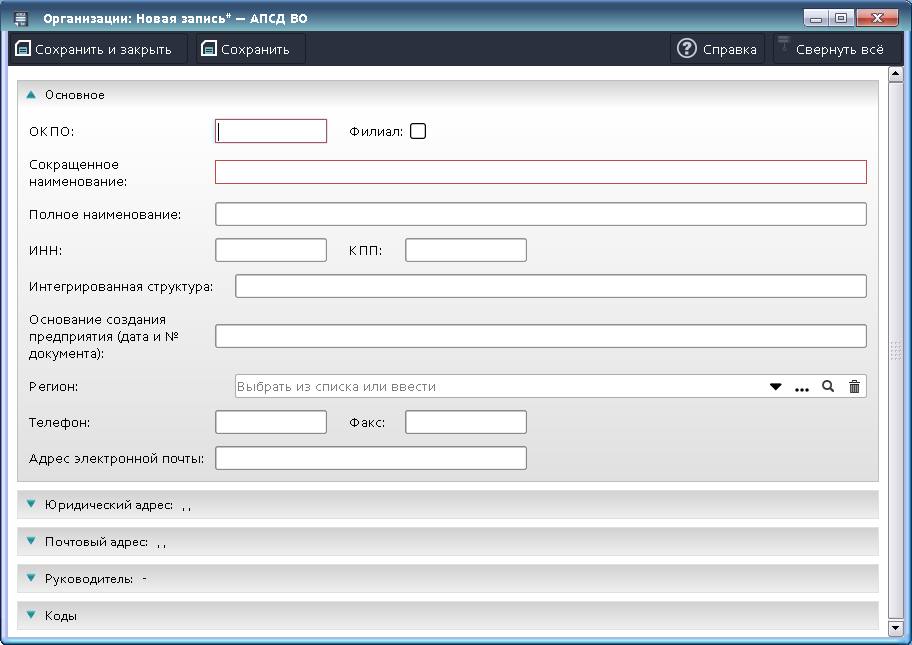 Организации: Новая запись* — АПСД ВО
Сохранить и закрыть
Сохранить
Справка
Свернуть всё
Основное
ОКПО:
Филиал:
Сокращенное
наименование:
Полное наименование:
ИНН:
КПП:
Интегрированная структура:
Основание создания
предприятия (дата и №
документа):
Регион:
Выбрать из списка или ввести
Телефон:
Факс:
Адрес электронной почты:
Юридический адрес: , ,
Почтовый адрес: , ,
Руководитель: -
Коды